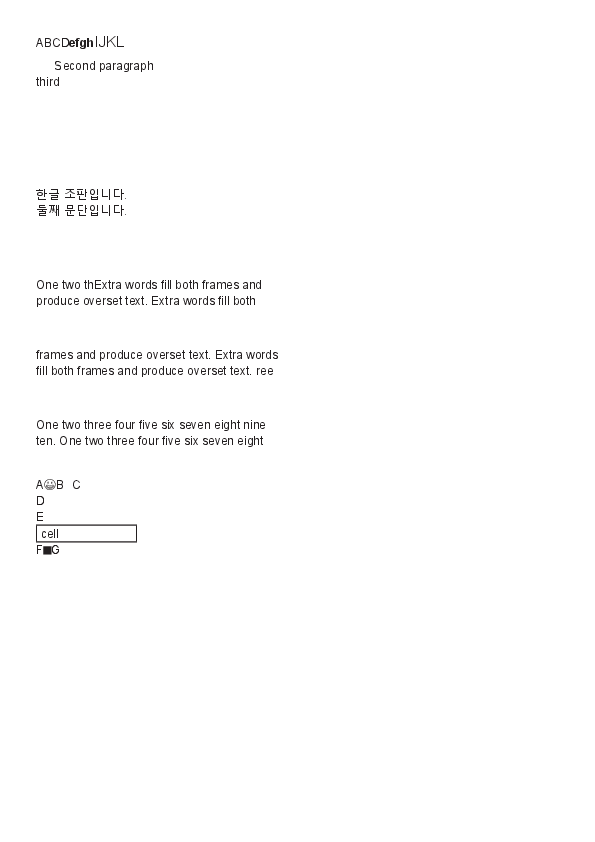 ABCDefghIJKL
Second paragraph
third
한글 조판입니다.
둘째 문단입니다.
One two thExtra words fill both frames and
produce overset text. Extra words fill both
frames and produce overset text. Extra words
fill both frames and produce overset text. ree
One two three four five six seven eight nine
ten. One two three four five six seven eight
A😀B C
D
E
cell
F■G